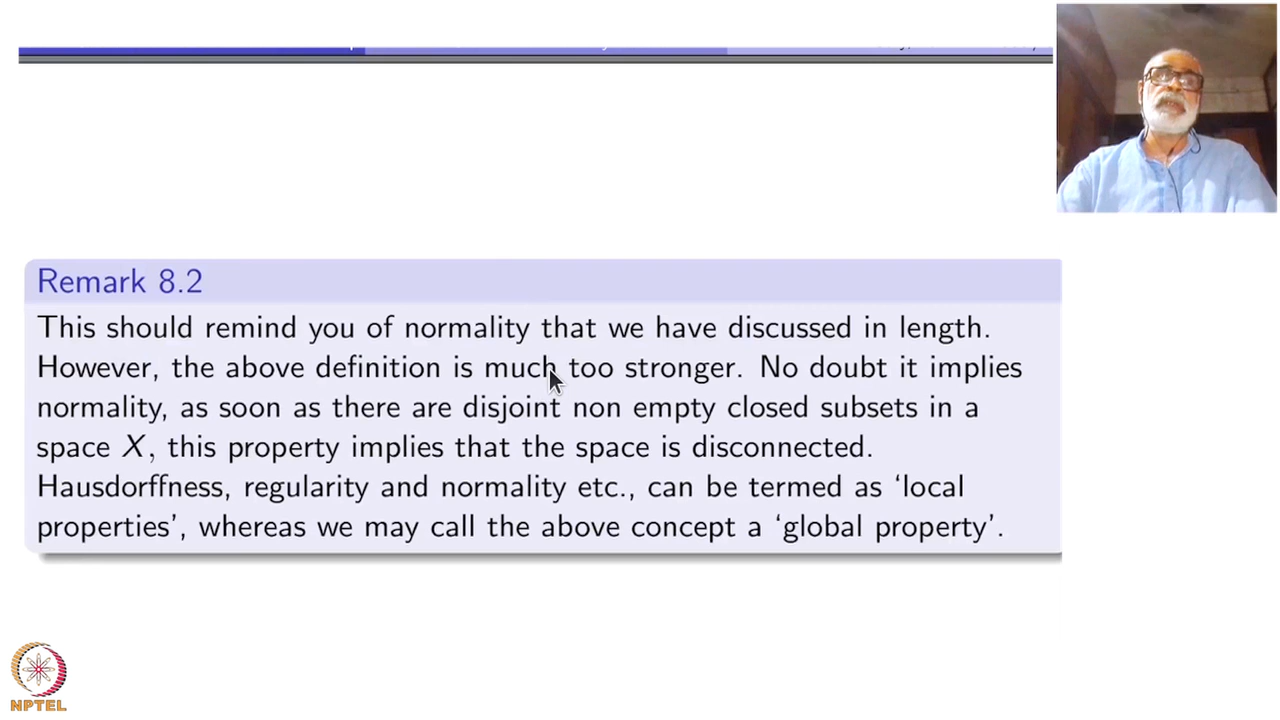 Remark 8.2
This should remind you of normality that we have discussed in length.
However, the above definition is much too stronger. No doubt it implies
normality, as soon as there are disjoint non empty closed subsets in a
space X, this property implies that the space is disconnected.
Hausdorffness, regularity and normality etc., can be termed as ‘local
properties’, whereas we may call the above concept a ‘global property’.
NPTEL